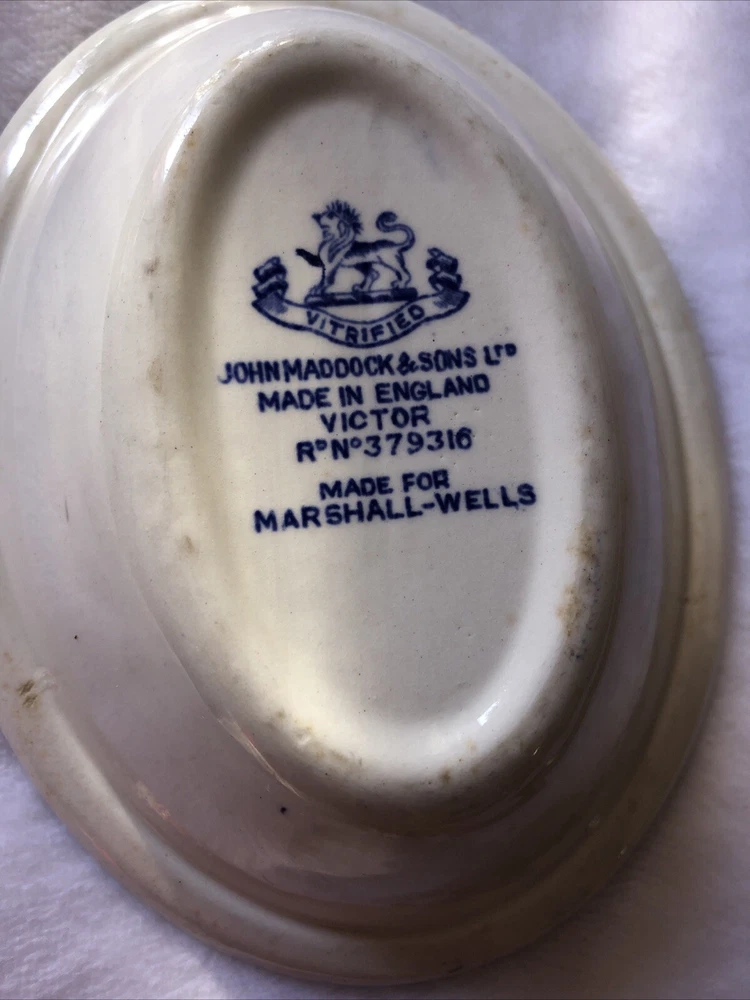 VITRIFIED
JOHN MADDOCK & SONS LTD
MADE IN ENGLAND
VICTOR
RD NO 379316
MADE FOR
MARSHALL-WELLS